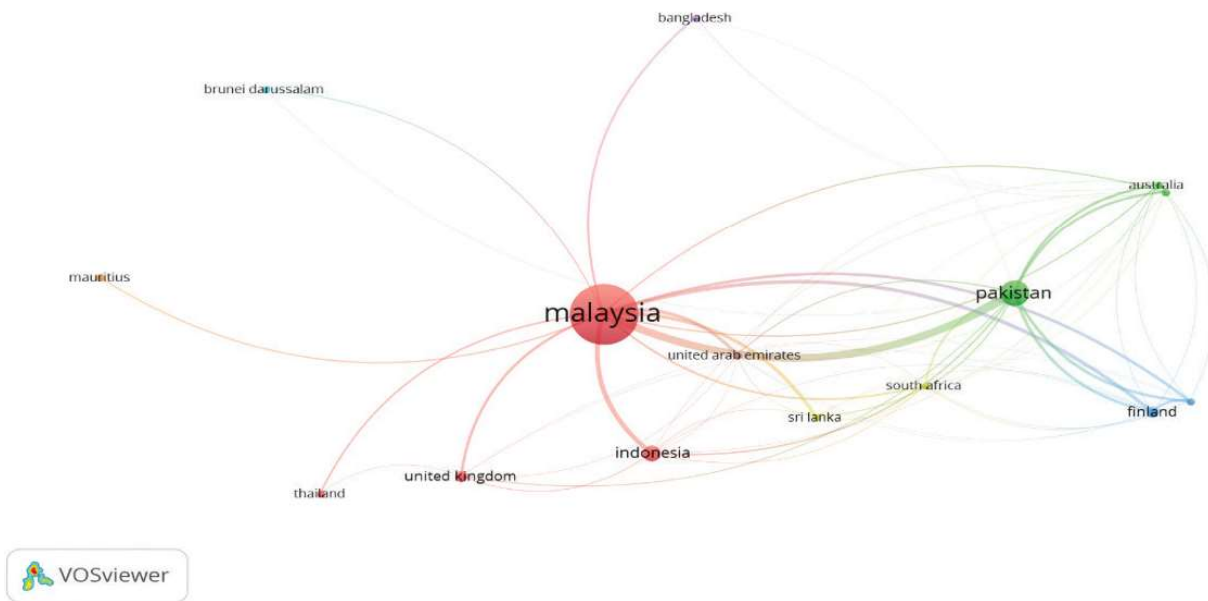 bangladesh
brunei darussalam
australia
mauritius
pakistan
malaysia
united arab emirates
south africa
finland
sri lanka
indonesia
united kingdom
thailand
VOSviewer